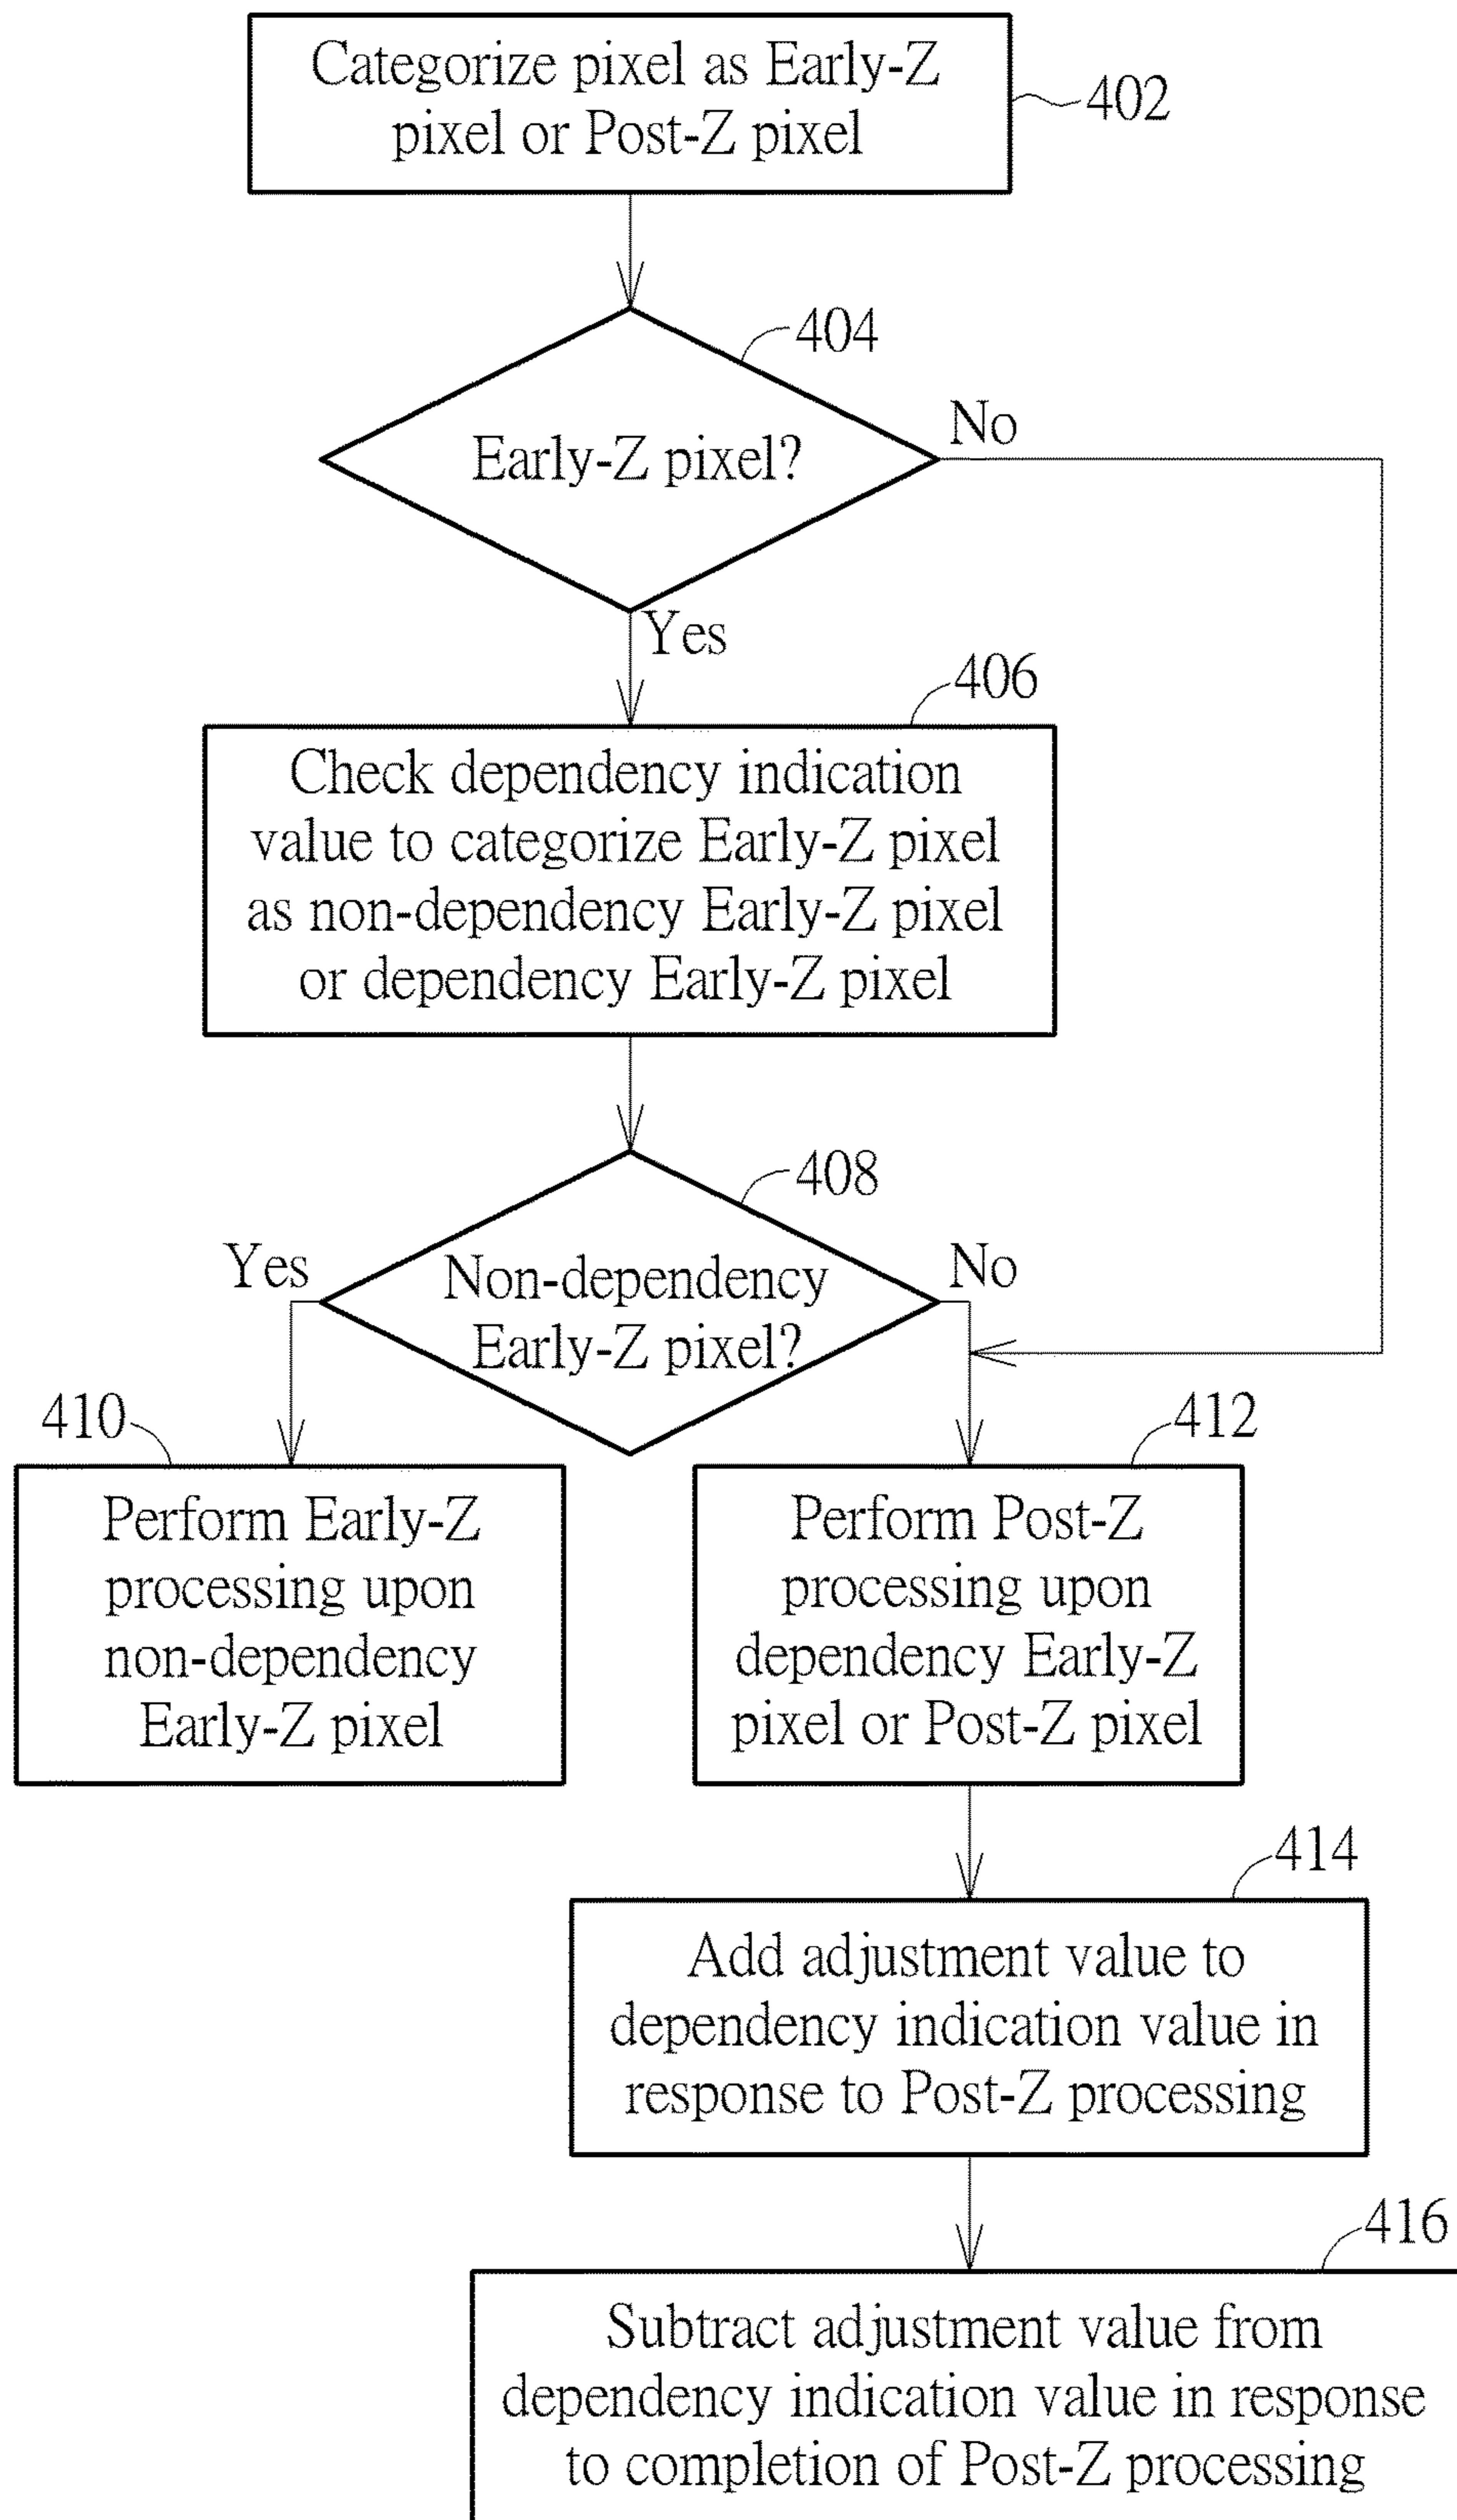 Categorize pixel as Early-Z
pixel or Post-Z pixel
402
404
Early-Z pixel?
No
Yes
406
Check dependency indication
value to categorize Early-Z pixel
as non-dependency Early-Z pixel
or dependency Early-Z pixel
408
Yes
Non-dependency
Early-Z pixel?
No
410
Perform Early-Z
processing upon
non-dependency
Early-Z pixel
412
Perform Post-Z
processing upon
dependency Early-Z
pixel or Post-Z pixel
414
Add adjustment value to
dependency indication value in
response to Post-Z processing
416
Subtract adjustment value from
dependency indication value in response
to completion of Post-Z processing